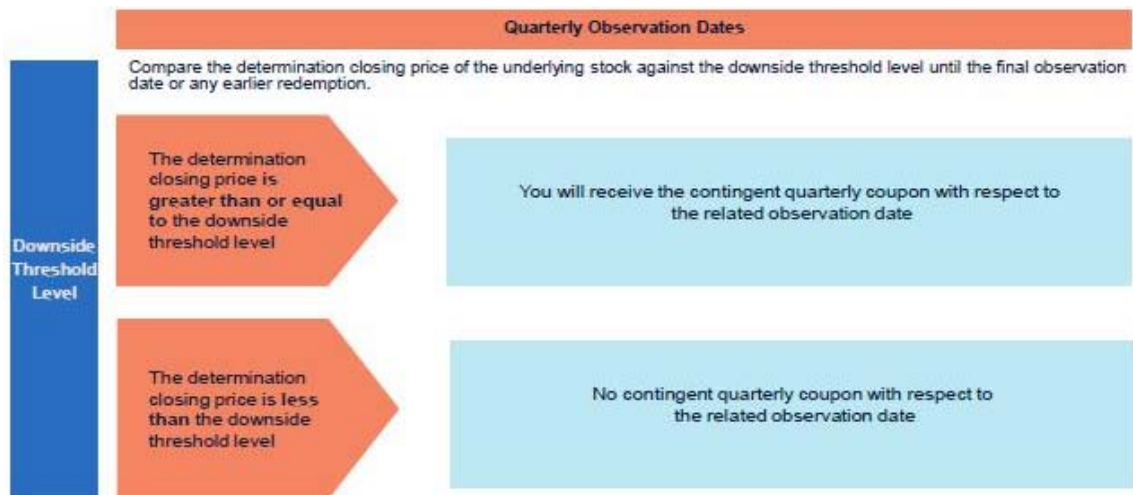 Quarterly Observation Dates
Compare the determination closing price of the underlying stock against the downside threshold level until the final observation
date or any earlier redemption.
Downside
Threshold
Level
The determination
closing price is
greater than or equal
to the downside
threshold level
You will receive the contingent quarterly coupon with respect to
the related observation date
The determination
closing price is less
than the downside
threshold level
No contingent quarterly coupon with respect to
the related observation date